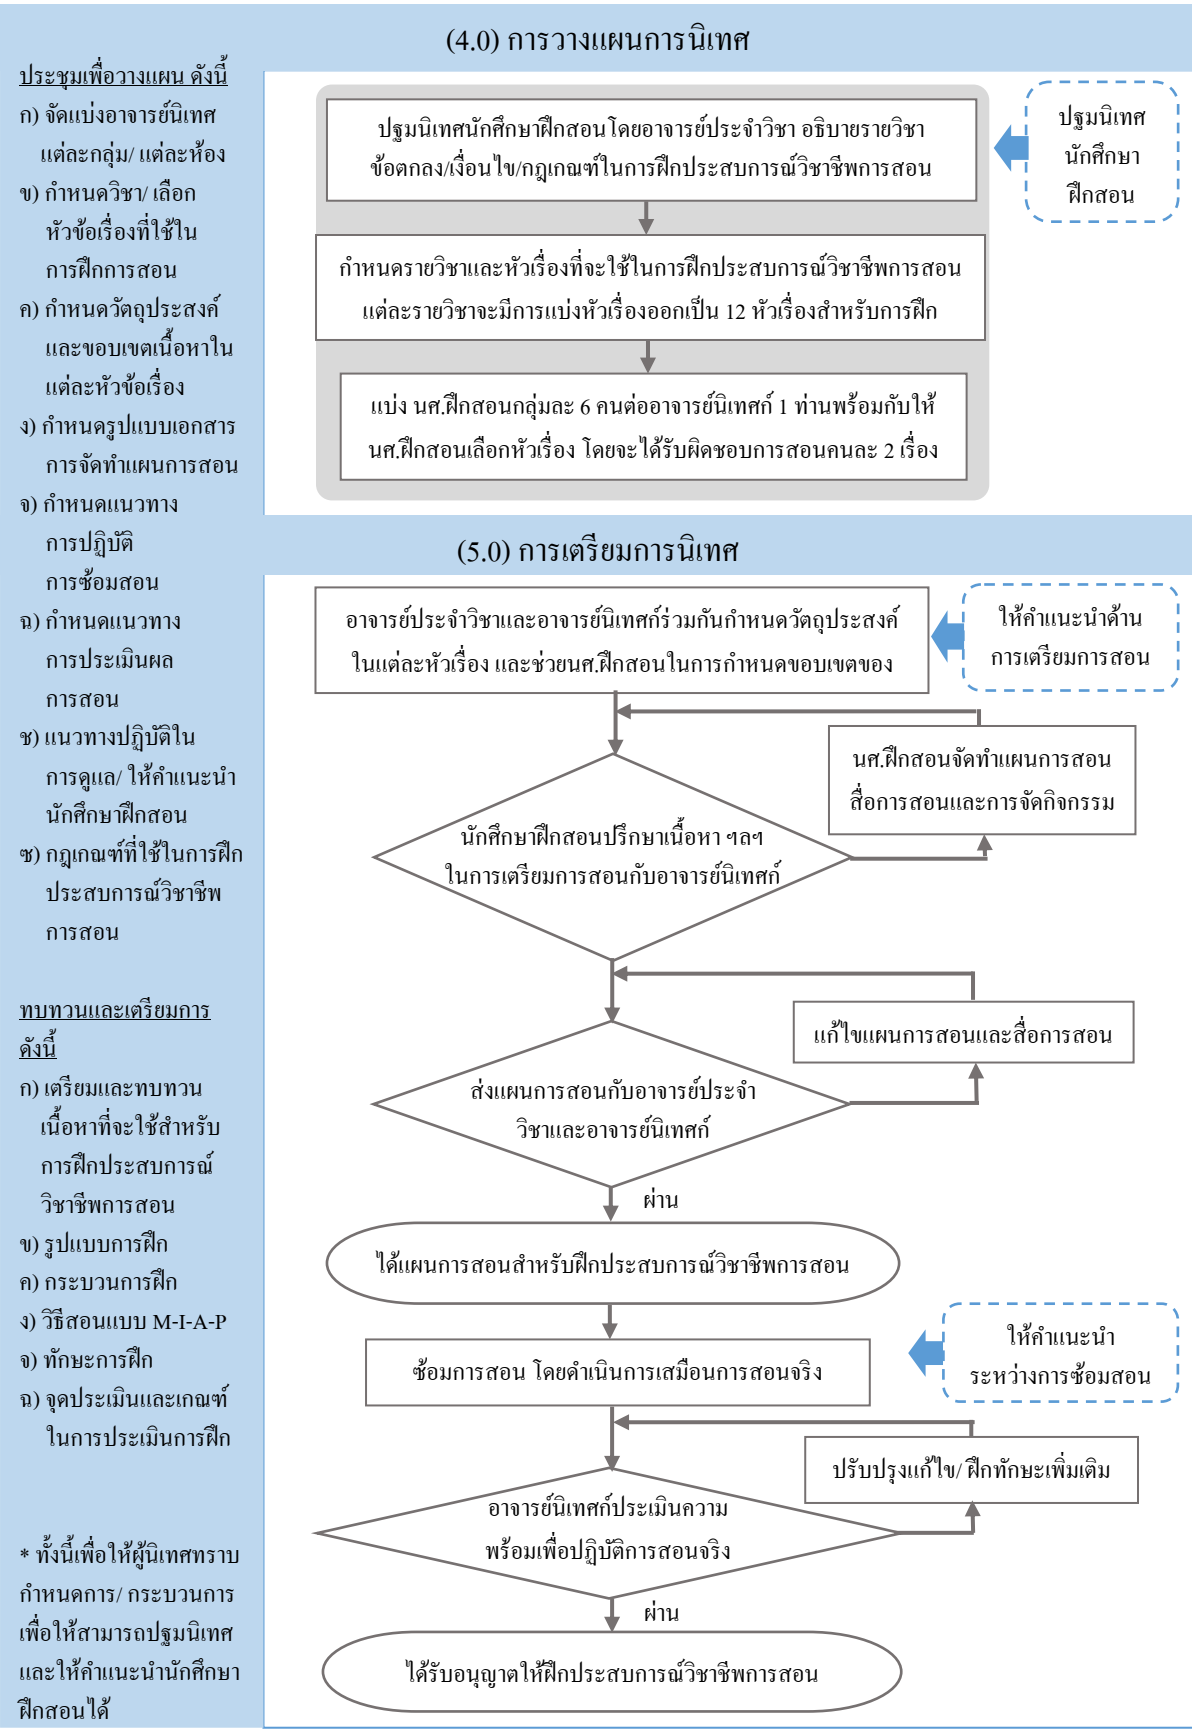 (4.0) การวางแผนการนิเทศ
ประชุมเพื่อวางแผน ดังนี้
ก) จัดแบ่งอาจารย์นิเทศ
แต่ละกลุ่ม/ แต่ละห้อง
ข) กำหนดวิชา/ เลือก
หัวข้อเรื่องที่ใช้ใน
การฝึกการสอน
ค) กำหนดวัตถุประสงค์
และขอบเขตเนื้อหาใน
แต่ละหัวข้อเรื่อง
ง) กำหนดรูปแบบเอกสาร
การจัดทำแผนการสอน
จ) กำหนดแนวทาง
การปฏิบัติ
การซ้อมสอน
ฉ) กำหนดแนวทาง
การประเมินผล
การสอน
ช) แนวทางปฏิบัติใน
การดูแล/ ให้คำแนะนำ
นักศึกษาฝึกสอน
ซ) กฎเกณฑ์ที่ใช้ในการฝึก
ประสบการณ์วิชาชีพ
การสอน
ทบทวนและเตรียมการ
ดังนี้
ก) เตรียมและทบทวน
เนื้อหาที่จะใช้สำหรับ
การฝึกประสบการณ์
วิชาชีพการสอน
ข) รูปแบบการฝึก
ค) กระบวนการฝึก
ง) วิธีสอนแบบ M-I-A-P
จ) ทักษะการฝึก
ฉ) จุดประเมินและเกณฑ์
ในการประเมินการฝึก
* ทั้งนี้เพื่อให้ผู้นิเทศทราบ
กำหนดการ/ กระบวนการ
เพื่อให้สามารถปฐมนิเทศ
และให้คำแนะนำนักศึกษา
ฝึกสอนได้
ปฐมนิเทศนักศึกษาฝึกสอนโดยอาจารย์ประจำวิชา อธิบายรายวิชา
ข้อตกลง/เงื่อนไข/กฎเกณฑ์ในการฝึกประสบการณ์วิชาชีพการสอน
ปฐมนิเทศ
นักศึกษา
ฝึกสอน
กำหนดรายวิชาและหัวเรื่องที่จะใช้ในการฝึกประสบการณ์วิชาชีพการสอน
แต่ละรายวิชาจะมีการแบ่งหัวเรื่องออกเป็น 12 หัวเรื่องสำหรับการฝึก
แบ่ง นศ.ฝึกสอนกลุ่มละ 6 คนต่ออาจารย์นิเทศก์ 1 ท่านพร้อมกับให้
นศ.ฝึกสอนเลือกหัวเรื่อง โดยจะได้รับผิดชอบการสอนคนละ 2 เรื่อง
(5.0) การเตรียมการนิเทศ
อาจารย์ประจำวิชาและอาจารย์นิเทศก์ร่วมกันกำหนดวัตถุประสงค์
ในแต่ละหัวเรื่อง และช่วยนศ.ฝึกสอนในการกำหนดขอบเขตของ
ให้คำแนะนำด้าน
การเตรียมการสอน
นศ.ฝึกสอนจัดทำแผนการสอน
สื่อการสอนและการจัดกิจกรรม
นักศึกษาฝึกสอนปรึกษาเนื้อหา ฯลฯ
ในการเตรียมการสอนกับอาจารย์นิเทศก์
แก้ไขแผนการสอนและสื่อการสอน
ส่งแผนการสอนกับอาจารย์ประจำ
วิชาและอาจารย์นิเทศก์
ผ่าน
ได้แผนการสอนสำหรับฝึกประสบการณ์วิชาชีพการสอน
ซ้อมการสอน โดยดำเนินการเสมือนการสอนจริง
ให้คำแนะนำ
ระหว่างการซ้อมสอน
ปรับปรุงแก้ไข/ ฝึกทักษะเพิ่มเติม
อาจารย์นิเทศก์ประเมินความ
พร้อมเพื่อปฏิบัติการสอนจริง
ผ่าน
ได้รับอนุญาตให้ฝึกประสบการณ์วิชาชีพการสอน